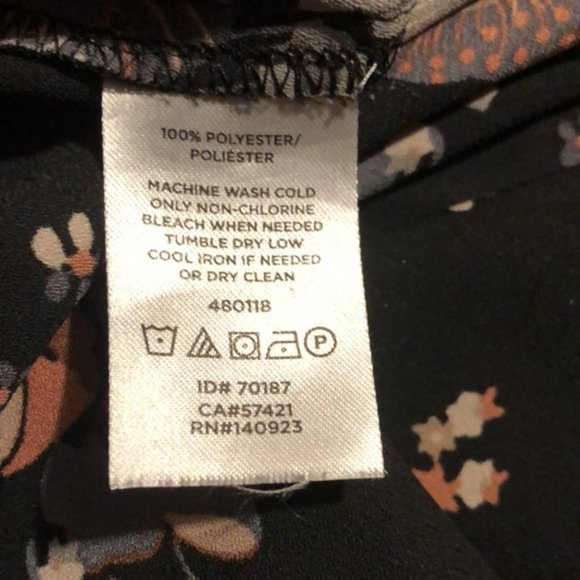 100% POLYESTER/
POLIÉSTER
MACHINE WASH COLD
ONLY NON-CHLORINE
BLEACH WHEN NEEDED
TUMBLE DRY LOW
COOL IRON IF NEEDED
OR DRY CLEAN
480118
P
ID# 70187
CA#57421
RN#140923